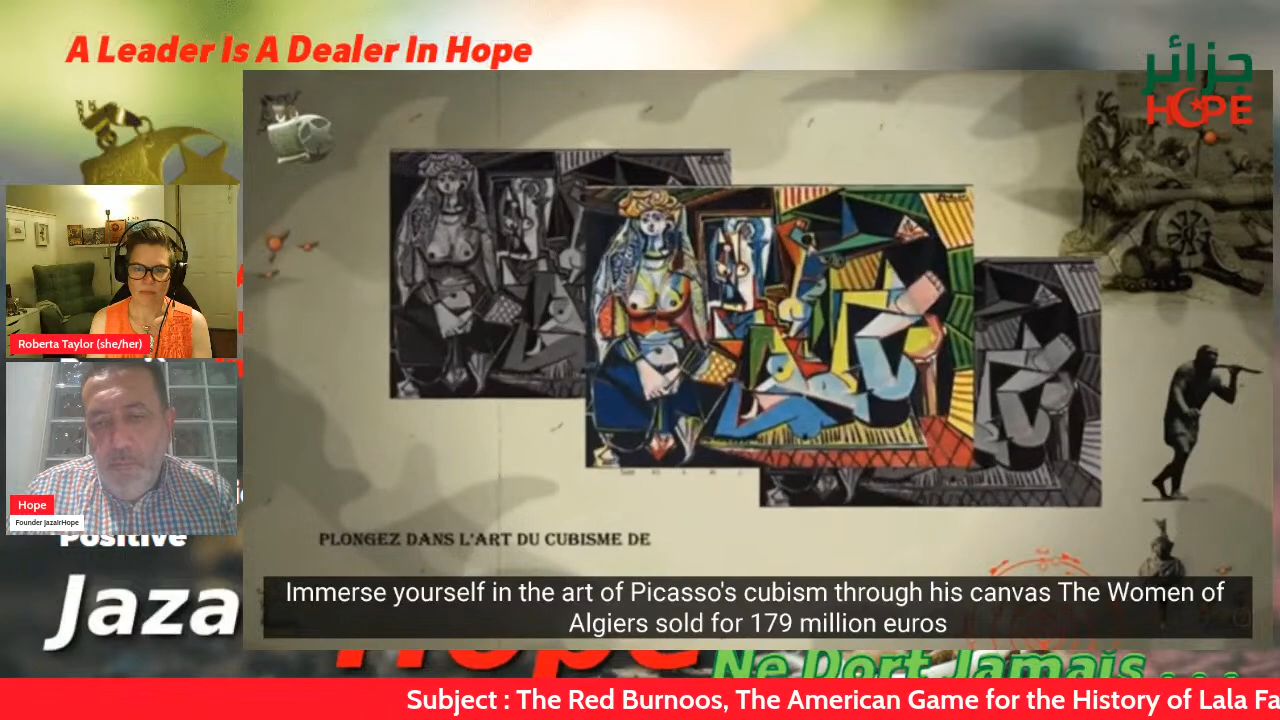 A Leader Is A Dealer In Hope
جزائر
HOPE
Roberta Taylor (she/her)
Hope
Founder JazairHope
Positive
Jaza
PLONGEZ DANS L'ART DU CUBISME DE
Immerse yourself in the art of Picasso's cubism through his canvas The Women of
Algiers sold for 179 million euros
Hope
Ne Dort Jamais ...
Subject : The Red Burnoos, The American Game for the History of Lala Fa